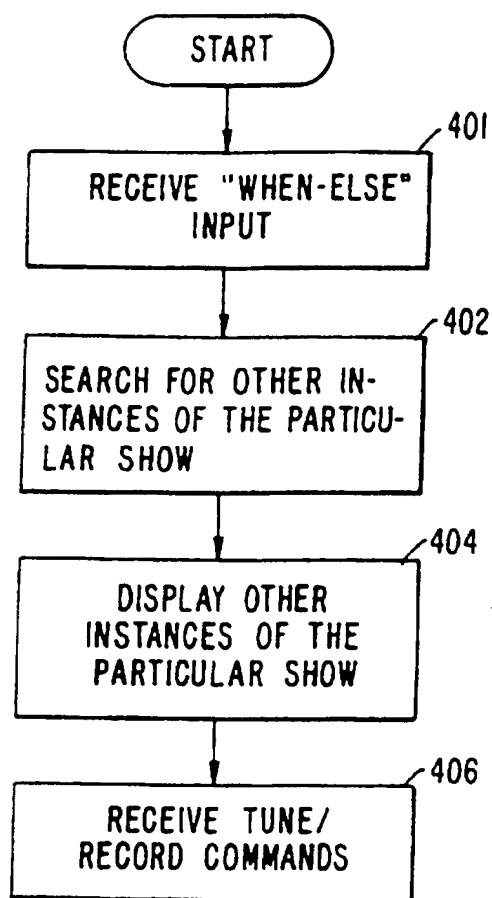 START
401
RECEIVE "WHEN-ELSE"
INPUT
402
SEARCH FOR OTHER IN-
STANCES OF THE PARTICU-
LAR SHOW
404
DISPLAY OTHER
INSTANCES OF THE
PARTICULAR SHOW
406
RECEIVE TUNE/
RECORD COMMANDS